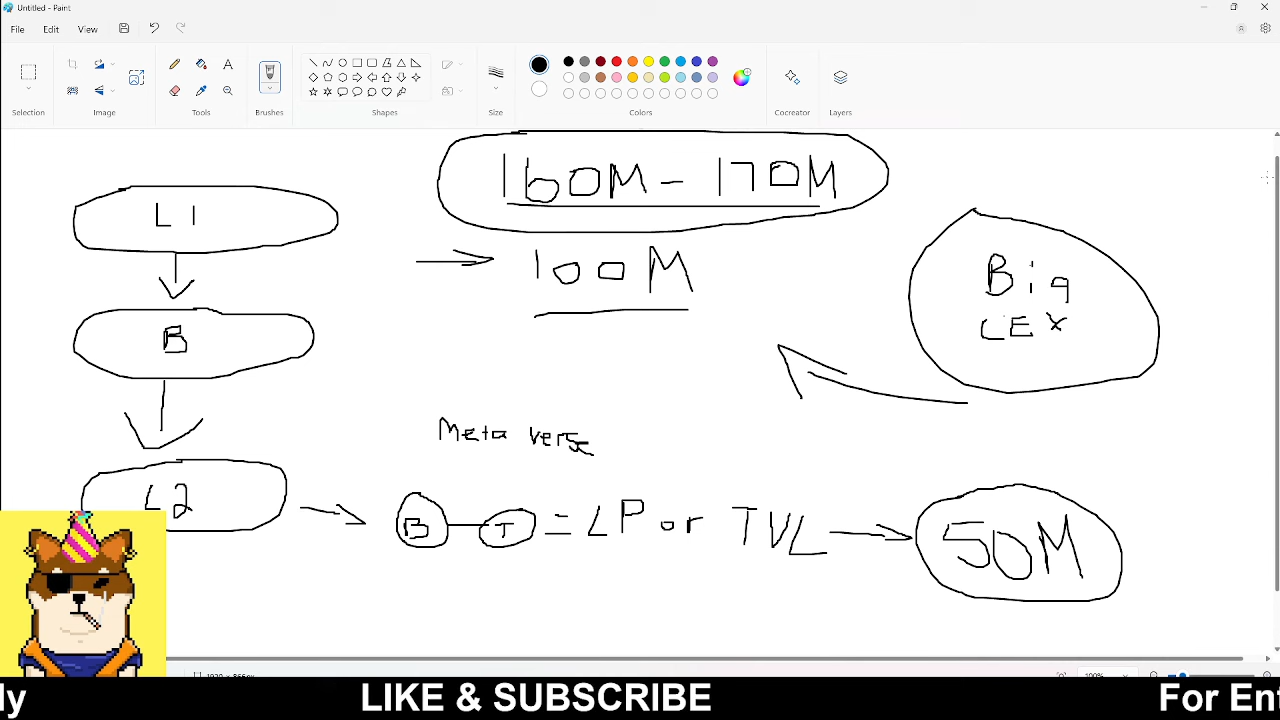 Untitled - Paint
File Edit View
Selection Image Tools Brushes Shapes Size Colors Cocreator Layers
160M - 170M
L1
100M
Big
CEX
B
Meta verse
L2
B - T = LP or TVL
50M
100%
ly LIKE & SUBSCRIBE For Ent